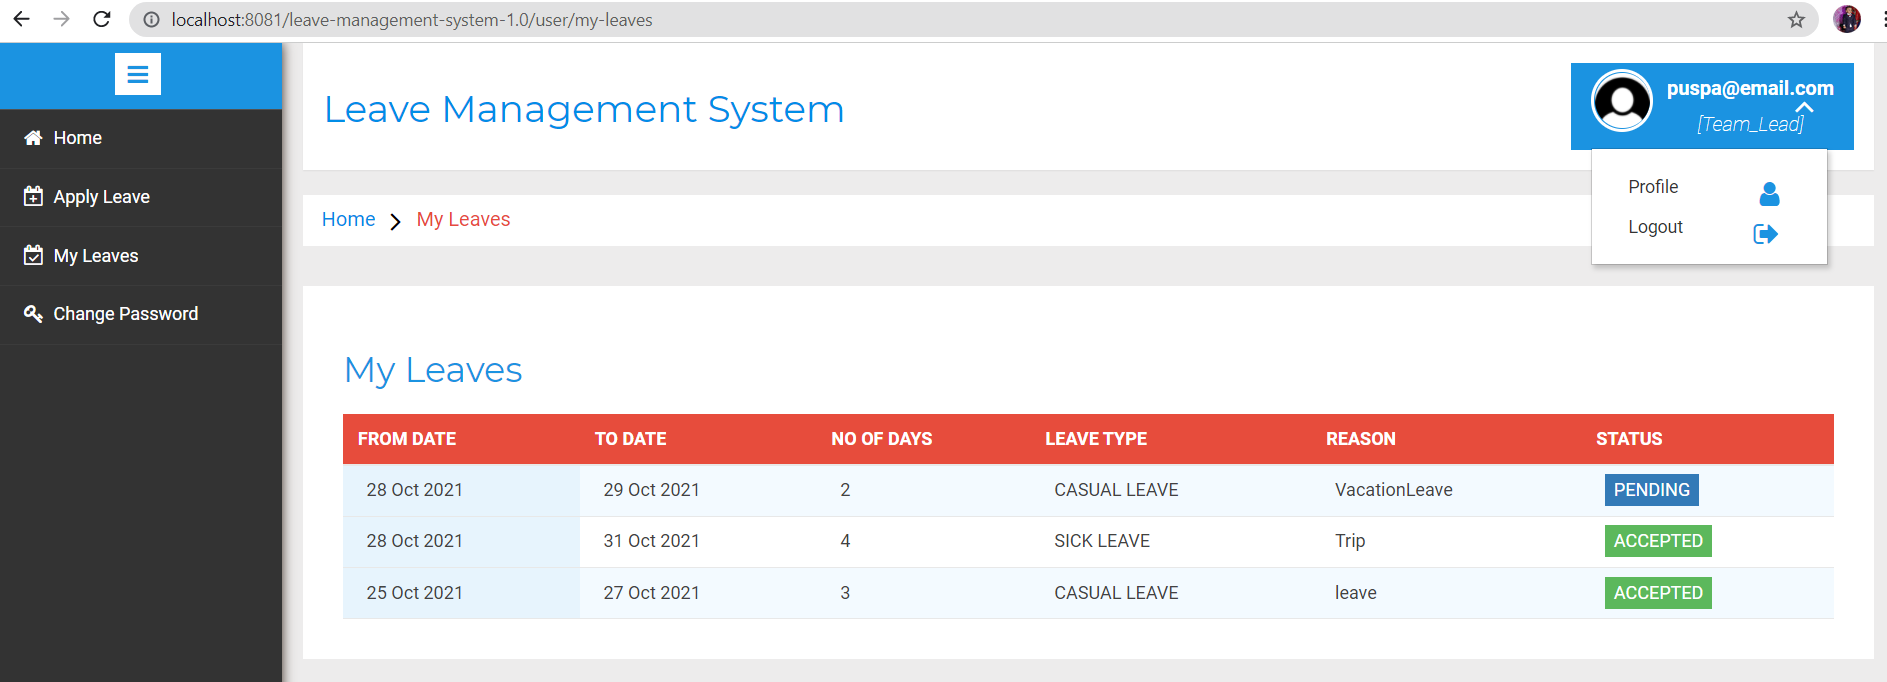 localhost:8081/leave-management-system-1.0/user/my-leaves
Home
Apply Leave
My Leaves
Change Password
Leave Management System
puspa@email.com
[Team_Lead]
Profile
Logout
Home My Leaves
My Leaves
FROM DATE TO DATE NO OF DAYS LEAVE TYPE REASON STATUS
28 Oct 2021 29 Oct 2021 2 CASUAL LEAVE VacationLeave PENDING
28 Oct 2021 31 Oct 2021 4 SICK LEAVE Trip ACCEPTED
25 Oct 2021 27 Oct 2021 3 CASUAL LEAVE leave ACCEPTED